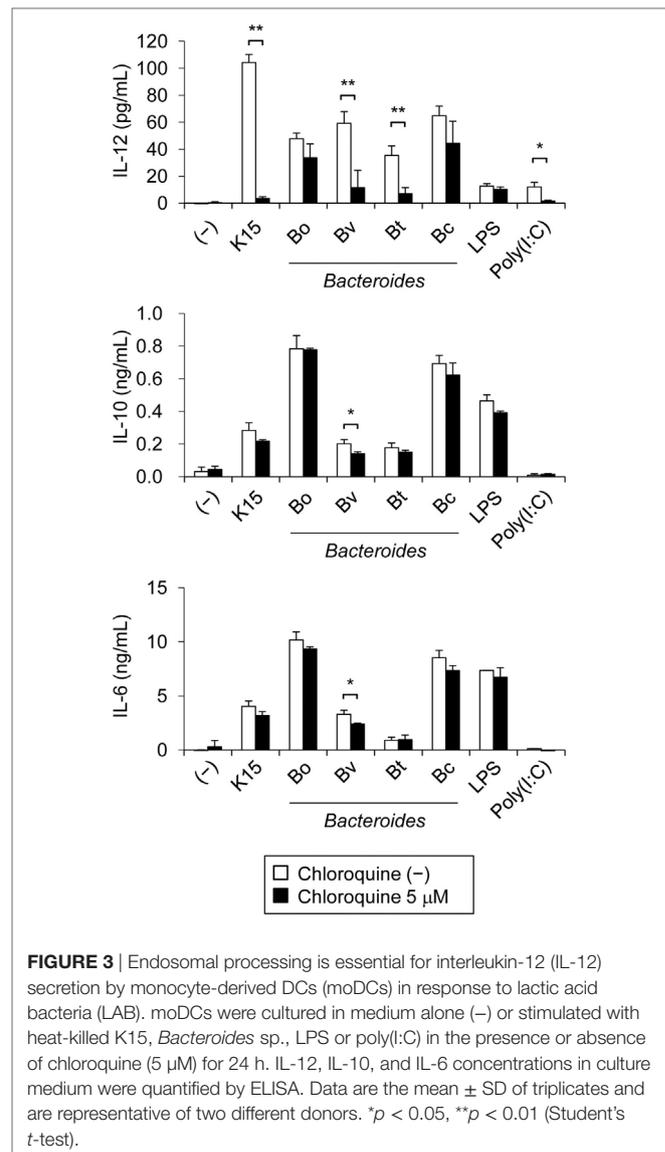 120
100
80
60
40
20
0
IL-12 (pg/mL)
**
**
**
*
(−)
K15
Bo
Bv
Bt
Bc
LPS
Poly(I:C)
Bacteroides
1.0
0.8
0.6
0.4
0.2
0.0
IL-10 (ng/mL)
*
(−)
K15
Bo
Bv
Bt
Bc
LPS
Poly(I:C)
Bacteroides
15
10
5
0
IL-6 (ng/mL)
*
(−)
K15
Bo
Bv
Bt
Bc
LPS
Poly(I:C)
Bacteroides
Chloroquine (−)
Chloroquine 5 μM
FIGURE 3 | Endosomal processing is essential for interleukin-12 (IL-12)
secretion by monocyte-derived DCs (moDCs) in response to lactic acid
bacteria (LAB). moDCs were cultured in medium alone (−) or stimulated with
heat-killed K15, Bacteroides sp., LPS or poly(I:C) in the presence or absence
of chloroquine (5 μM) for 24 h. IL-12, IL-10, and IL-6 concentrations in culture
medium were quantified by ELISA. Data are the mean ± SD of triplicates and
are representative of two different donors. *p < 0.05, **p < 0.01 (Student's
t-test).